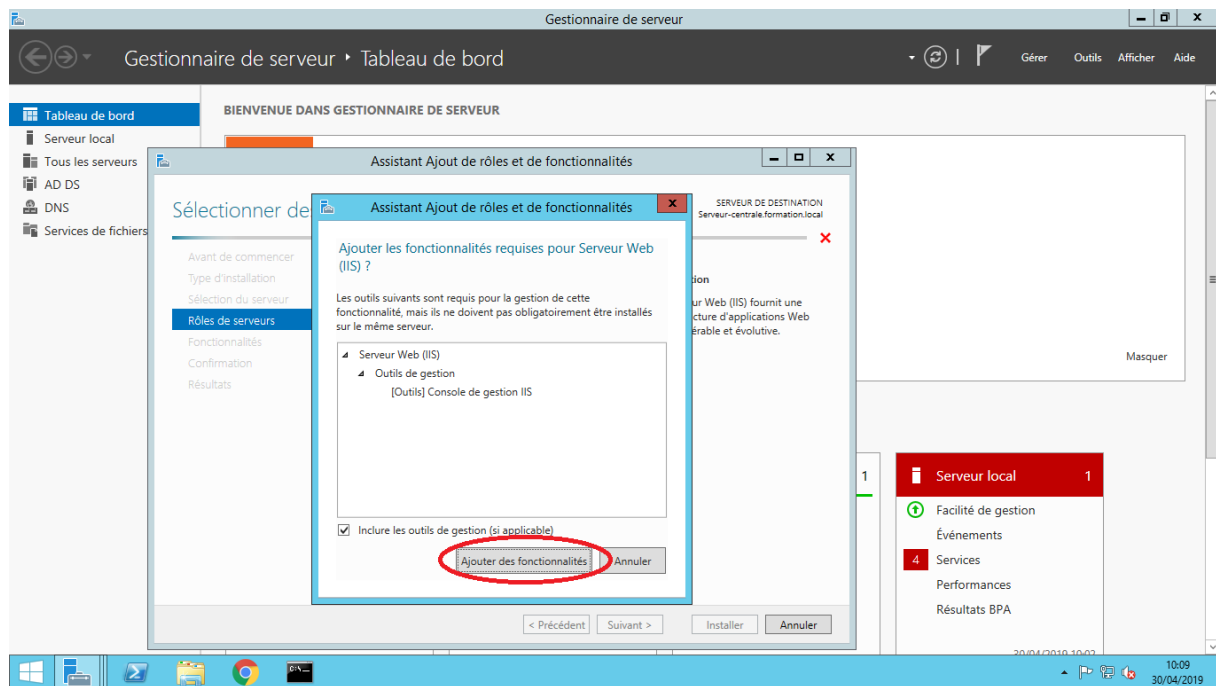 Gestionnaire de serveur
Gestionnaire de serveur ‣ Tableau de bord
Gérer Outils Afficher Aide
Tableau de bord
Serveur local
Tous les serveurs
AD DS
DNS
Services de fichiers
BIENVENUE DANS GESTIONNAIRE DE SERVEUR
Assistant Ajout de rôles et de fonctionnalités
Sélectionner de
SERVEUR DE DESTINATION
Serveur-centrale.formation.local
Avant de commencer
Type d'installation
Sélection du serveur
Rôles de serveurs
Fonctionnalités
Confirmation
Résultats
Assistant Ajout de rôles et de fonctionnalités
Ajouter les fonctionnalités requises pour Serveur Web
(IIS) ?
Les outils suivants sont requis pour la gestion de cette
fonctionnalité, mais ils ne doivent pas obligatoirement être installés
sur le même serveur.
Serveur Web (IIS)
Outils de gestion
[Outils] Console de gestion IIS
Inclure les outils de gestion (si applicable)
Ajouter des fonctionnalités Annuler
tion
ur Web (IIS) fournit une
cture d'applications Web
érable et évolutive.
< Précédent Suivant > Installer Annuler
Masquer
1
Serveur local 1
Facilité de gestion
Événements
4 Services
Performances
Résultats BPA
30/04/2019 10:02
10:09
30/04/2019